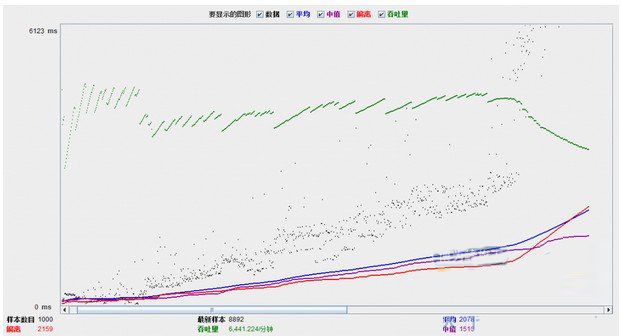 要显示的图形 数据 平均 中值 偏离 吞吐量
6123 ms
0 ms
样本数目 1000 最新样本 8892 平均 2078
偏离 2159 吞吐量 6,441.224/分钟 中值 1518